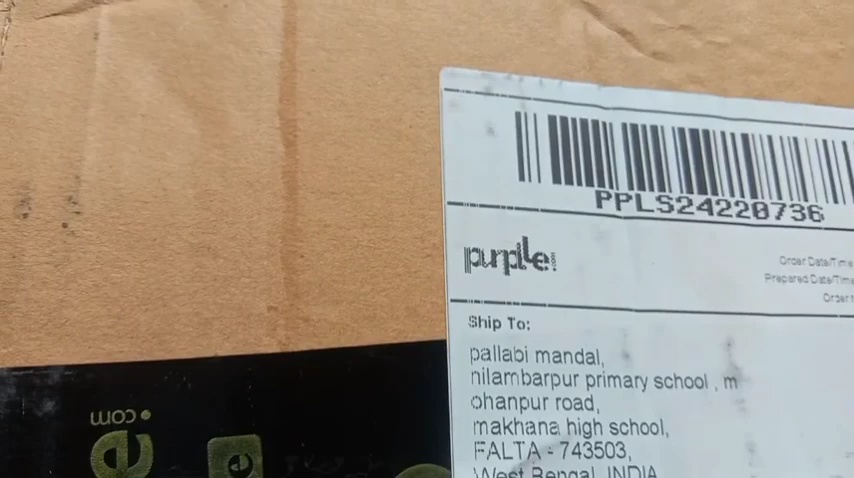 PPLS24220736
purplle
Order Date/Time
Prepared Date/Time
Order
Ship To:
pallabi mandal,
nilambarpur primary school , m
ohanpur road,
makhana high school,
FALTA - 743503,
West Bengal, INDIA
e.com
e